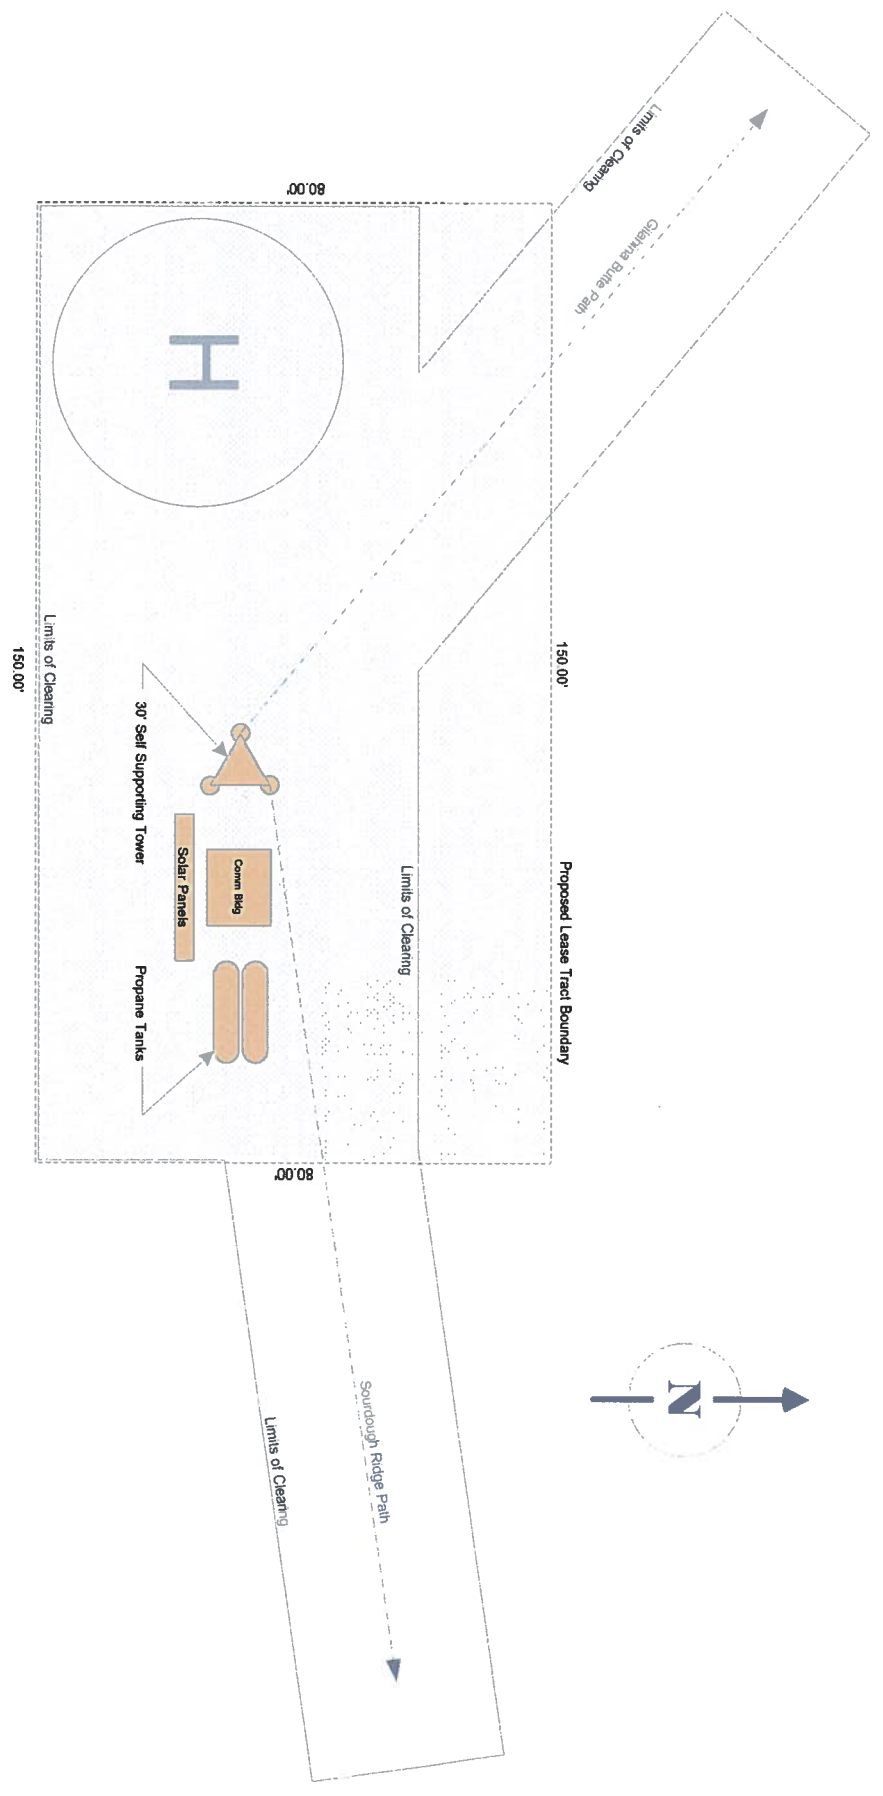 Limits of Clearing
Gilahina Butte Path
80.00'
H
150.00'
Proposed Lease Tract Boundary
Limits of Clearing
30' Self Supporting Tower
Comm Bldg
Solar Panels
Propane Tanks
Limits of Clearing
150.00'
80.00'
N
Sourdough Ridge Path
Limits of Clearing